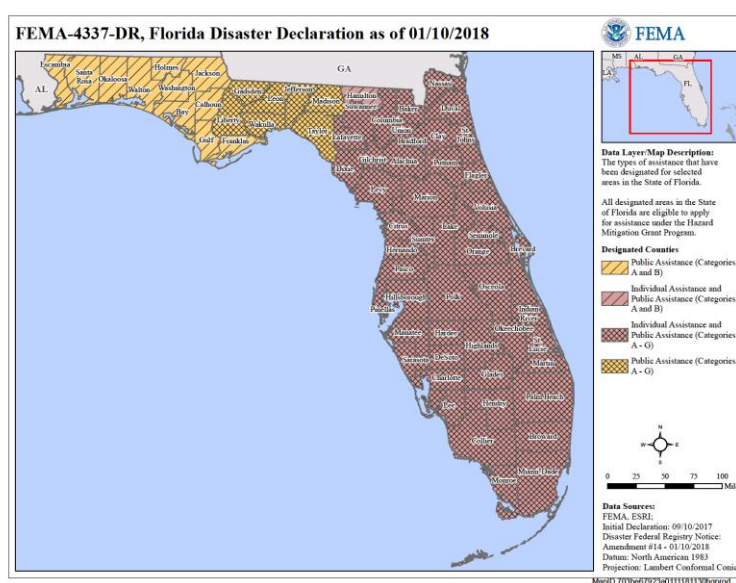 FEMA-4337-DR, Florida Disaster Declaration as of 01/10/2018
FEMA
GA
AL
MS
AL
GA
LA
FL
Escambia
Santa
Rosa
Okaloosa
Walton
Holmes
Washington
Jackson
Bay
Calhoun
Gulf
Liberty
Franklin
Gadsden
Leon
Wakulla
Jefferson
Madison
Taylor
Hamilton
Suwannee
Lafayette
Dixie
Columbia
Baker
Union
Bradford
Nassau
Duval
Clay
St.
Johns
Gilchrist
Alachua
Putnam
Flagler
Levy
Marion
Volusia
Citrus
Sumter
Lake
Seminole
Orange
Brevard
Hernando
Pasco
Hillsborough
Pinellas
Polk
Osceola
Indian
River
Okeechobee
Manatee
Hardee
Highlands
St.
Lucie
Martin
Sarasota
DeSoto
Charlotte
Glades
Lee
Hendry
Palm Beach
Collier
Broward
Monroe
Miami-Dade
Data Layer/Map Description:
The types of assistance that have
been designated for selected
areas in the State of Florida.
All designated areas in the State
of Florida are eligible to apply
for assistance under the Hazard
Mitigation Grant Program.
Designated Counties
Public Assistance (Categories
A and B)
Individual Assistance and
Public Assistance (Categories
A and B)
Individual Assistance and
Public Assistance (Categories
A - G)
Public Assistance (Categories
A - G)
N
W E
S
0 25 50 75 100
Mil
Data Sources:
FEMA, ESRI;
Initial Declaration: 09/10/2017
Disaster Federal Registry Notice:
Amendment #14 - 01/10/2018
Datum: North American 1983
Projection: Lambert Conformal Conic